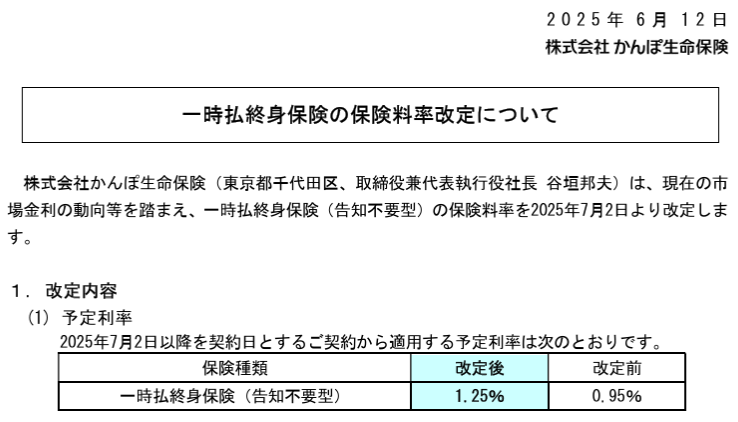 2025年 6月 12日
株式会社 かんぽ生命保険
一時払終身保険の保険料率改定について
株式会社かんぽ生命保険（東京都千代田区、取締役兼代表執行役社長 谷垣邦夫）は、現在の市
場金利の動向等を踏まえ、一時払終身保険（告知不要型）の保険料率を2025年7月2日より改定しま
す。
１． 改定内容
(1) 予定利率
2025年7月2日以降を契約日とするご契約から適用する予定利率は次のとおりです。
保険種類 改定後 改定前
一時払終身保険（告知不要型） 1.25% 0.95%